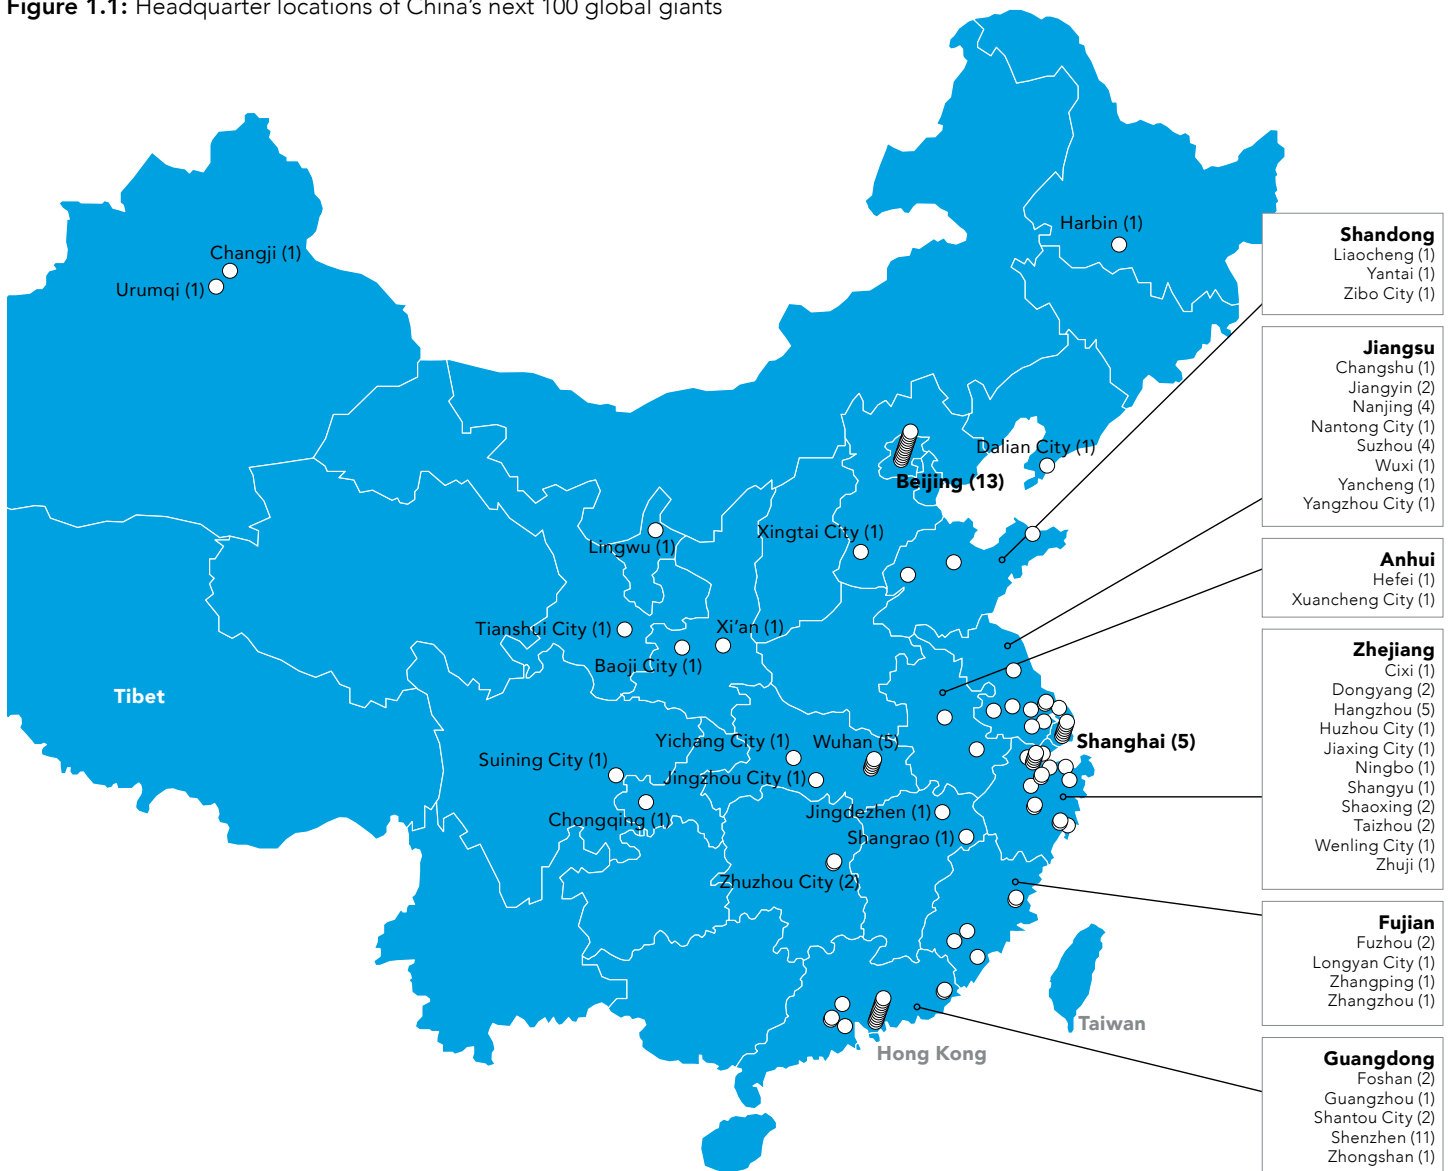 Figure 1.1: Headquarter locations of China's next 100 global giants
Harbin (1)
Changji (1)
Urumqi (1)
Dalian City (1)
Beijing (13)
Xingtai City (1)
Lingwu (1)
Tianshui City (1)
Xi'an (1)
Baoji City (1)
Tibet
Yichang City (1)
Wuhan (5)
Shanghai (5)
Suining City (1)
Jingzhou City (1)
Chongqing (1)
Jingdezhen (1)
Shangrao (1)
Zhuzhou City (2)
Taiwan
Hong Kong
Shandong
Liaocheng (1)
Yantai (1)
Zibo City (1)
Jiangsu
Changshu (1)
Jiangyin (2)
Nanjing (4)
Nantong City (1)
Suzhou (4)
Wuxi (1)
Yancheng (1)
Yangzhou City (1)
Anhui
Hefei (1)
Xuancheng City (1)
Zhejiang
Cixi (1)
Dongyang (2)
Hangzhou (5)
Huzhou City (1)
Jiaxing City (1)
Ningbo (1)
Shangyu (1)
Shaoxing (2)
Taizhou (2)
Wenling City (1)
Zhuji (1)
Fujian
Fuzhou (2)
Longyan City (1)
Zhangping (1)
Zhangzhou (1)
Guangdong
Foshan (2)
Guangzhou (1)
Shantou City (2)
Shenzhen (11)
Zhongshan (1)